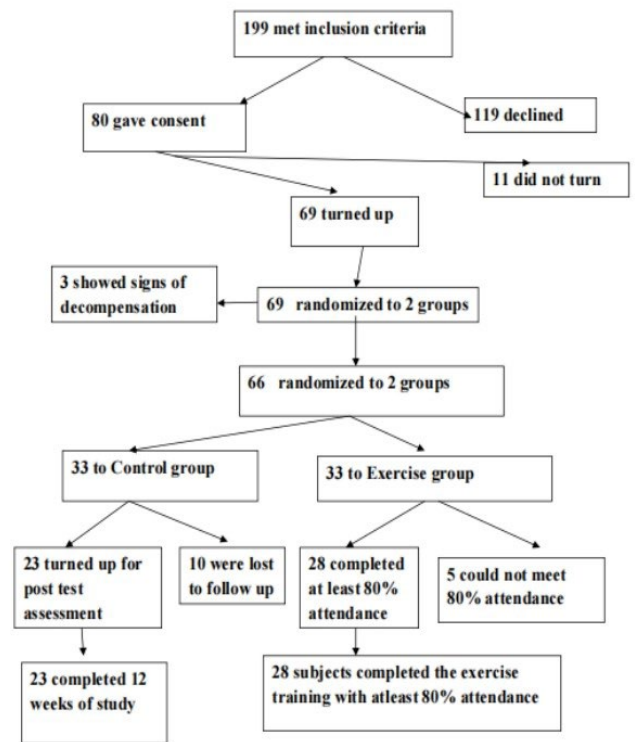 199 met inclusion criteria
80 gave consent
119 declined
11 did not turn
69 turned up
3 showed signs of
decompensation
69 randomized to 2 groups
66 randomized to 2 groups
33 to Control group
33 to Exercise group
23 turned up for
post test
assessment
10 were lost
to follow up
28 completed
at least 80%
attendance
5 could not meet
80% attendance
23 completed 12
weeks of study
28 subjects completed the exercise
training with atleast 80% attendance